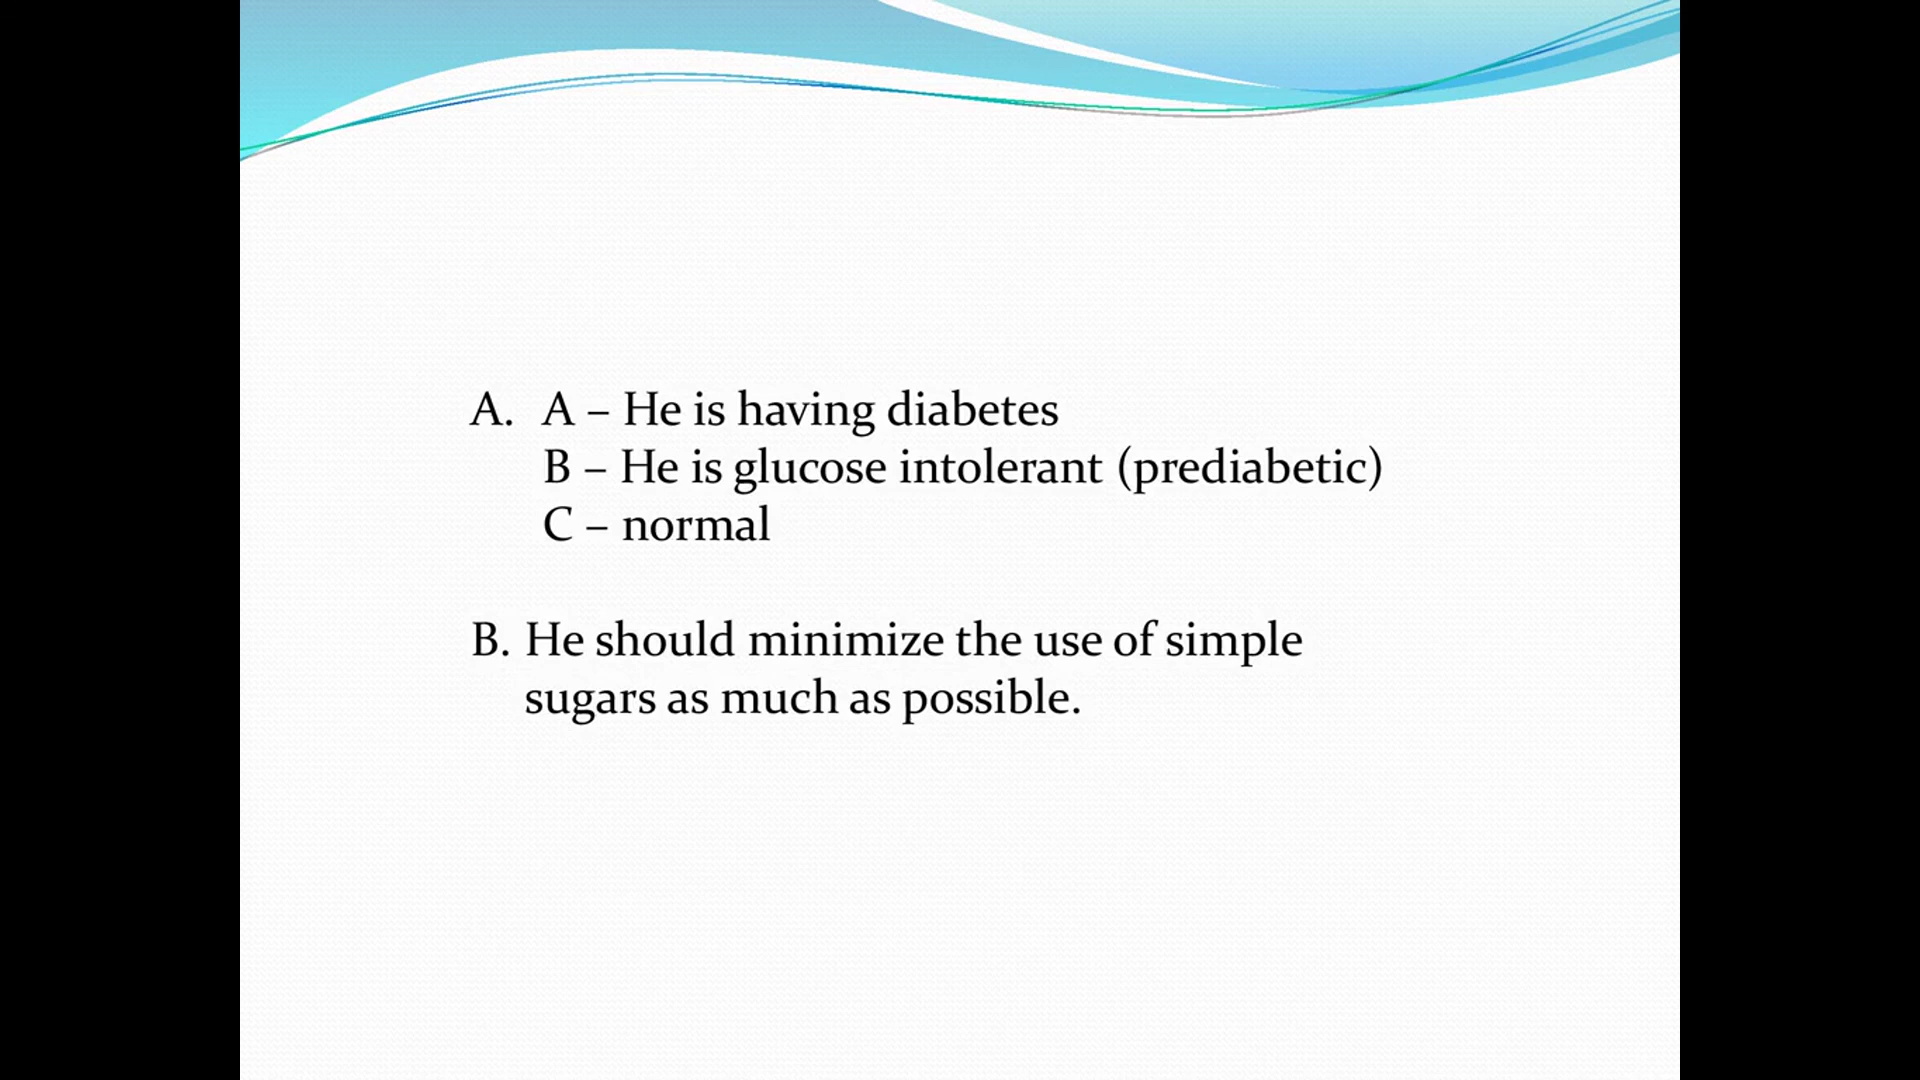 A. A – He is having diabetes
B – He is glucose intolerant (prediabetic)
C – normal
B. He should minimize the use of simple
sugars as much as possible.